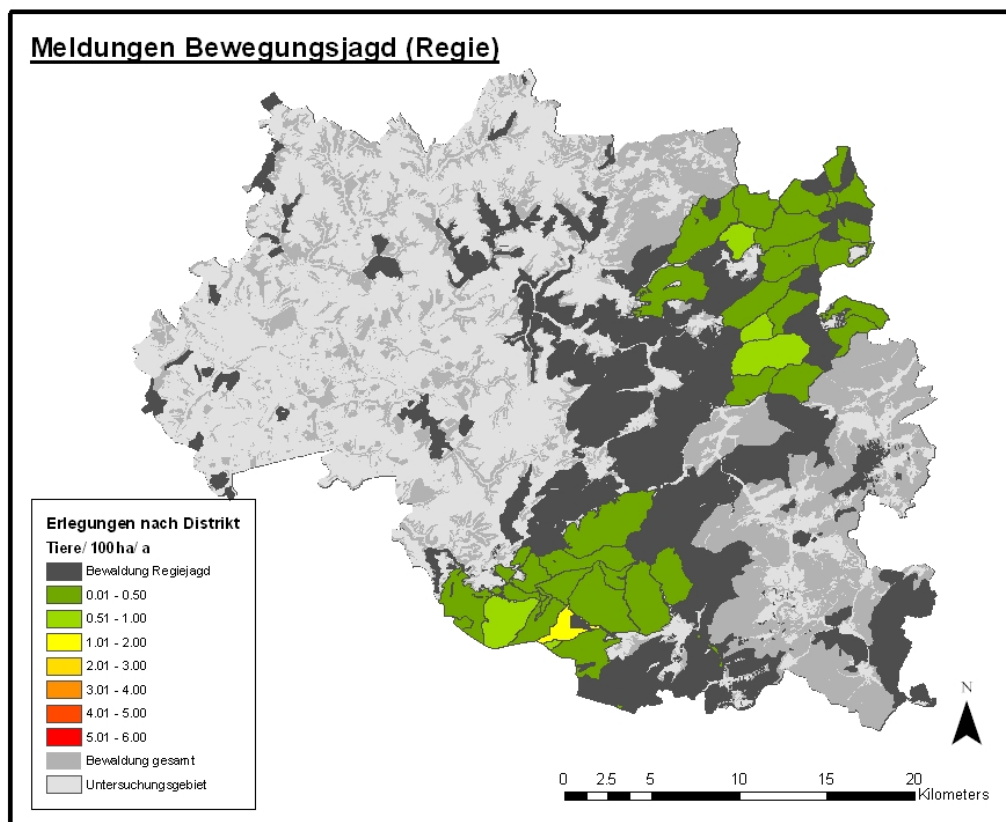 Meldungen Bewegungsjagd (Regie)
Erlegungen nach Distrikt
Tiere/ 100 ha/ a
Bewaldung Regiejagd
0.01 - 0.50
0.51 - 1.00
1.01 - 2.00
2.01 - 3.00
3.01 - 4.00
4.01 - 5.00
5.01 - 6.00
Bewaldung gesamt
Untersuchungsgebiet
N
0 2.5 5 10 15 20
Kilometers